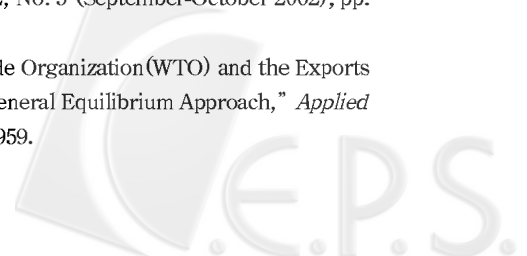 No. 5 (September-October 2002), pp.
de Organization(WTO) and the Exports
eneral Equilibrium Approach,” Applied
959.
C.E.P.S.